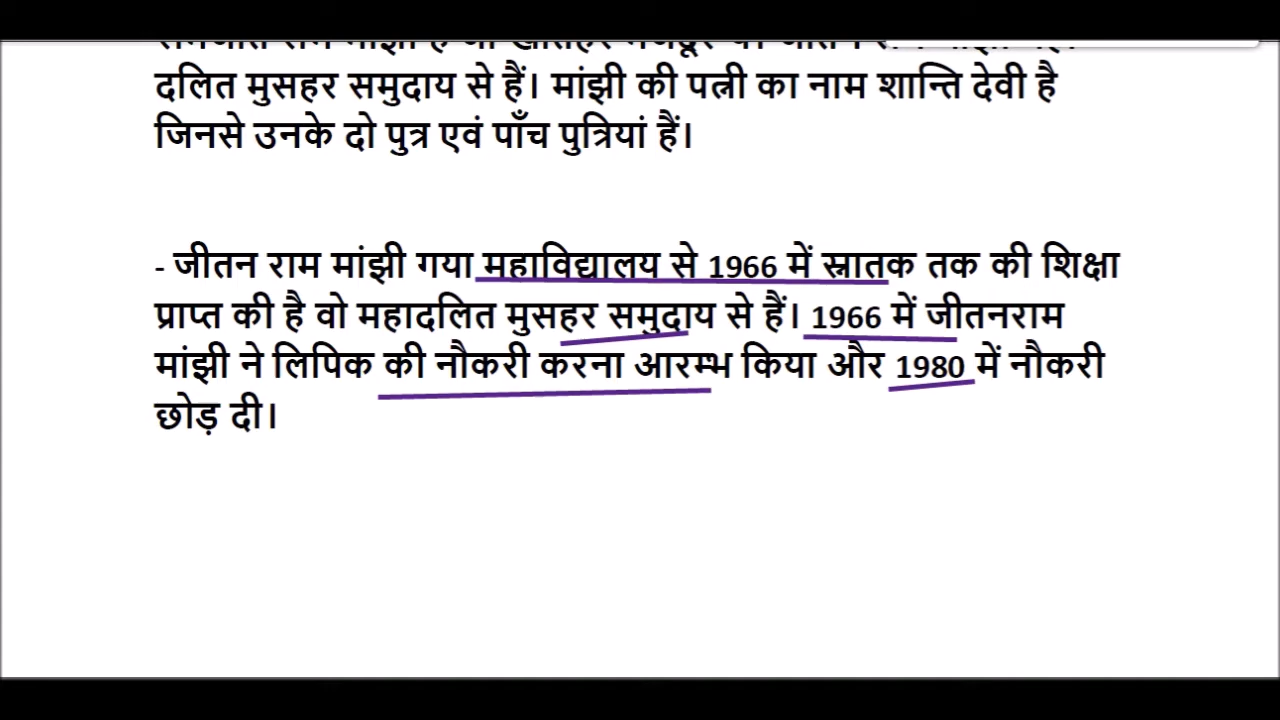 दलित मुसहर समुदाय से हैं। मांझी की पत्नी का नाम शान्ति देवी है
जिनसे उनके दो पुत्र एवं पाँच पुत्रियां हैं।
- जीतन राम मांझी गया महाविद्यालय से 1966 में स्नातक तक की शिक्षा
प्राप्त की है वो महादलित मुसहर समुदाय से हैं। 1966 में जीतनराम
मांझी ने लिपिक की नौकरी करना आरम्भ किया और 1980 में नौकरी
छोड़ दी।